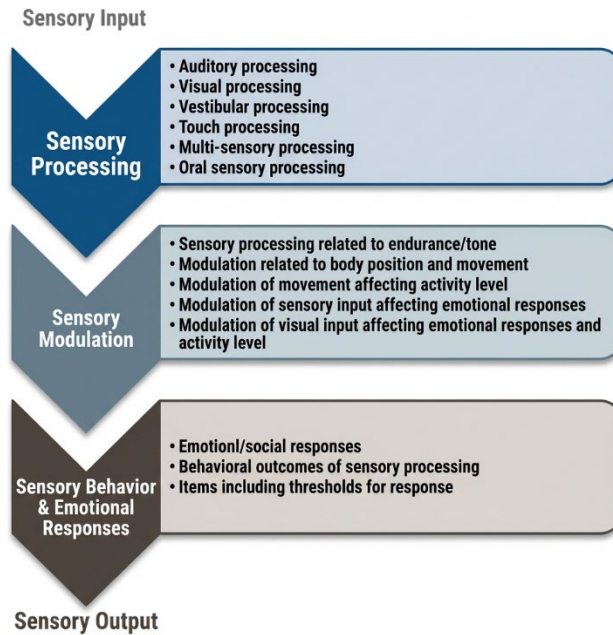 Sensory Input
Sensory
Processing
• Auditory processing
• Visual processing
• Vestibular processing
• Touch processing
• Multi-sensory processing
• Oral sensory processing
Sensory
Modulation
• Sensory processing related to endurance/tone
• Modulation related to body position and movement
• Modulation of movement affecting activity level
• Modulation of sensory input affecting emotional responses
• Modulation of visual input affecting emotional responses and
activity level
Sensory Behavior
& Emotional
Responses
• Emotionl/social responses
• Behavioral outcomes of sensory processing
• Items including thresholds for response
Sensory Output